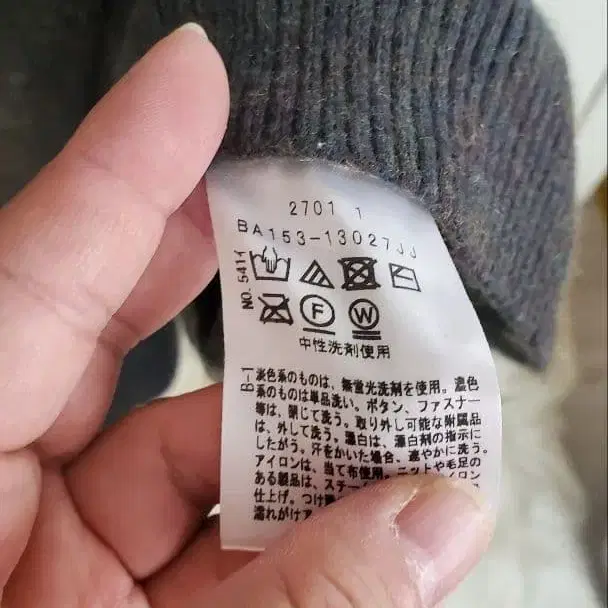 2701 1
BA153-13027JJ
NO. 5414
F W
中性洗剤使用
B-1
淡色系のものは、無蛍光洗剤を使用。濃色
系のものは単品洗い。ボタン、ファスナー
等は、閉じて洗う。取り外し可能な附属品
は、外して洗う。漂白は、漂白剤の指示に
したがう。汗をかいた場合、速やかに洗う。
アイロンは、当て布使用。ニットや毛足の
ある製品は、スチーム
仕上げ。
濡れがけ